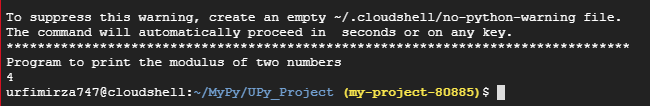 To suppress this warning, create an empty ~/.cloudshell/no-python-warning file.
The command will automatically proceed in  seconds or on any key.
********************************************************************************
Program to print the modulus of two numbers
4
urfimirza747@cloudshell:~/MyPy/UPy_Project (my-project-80885)$